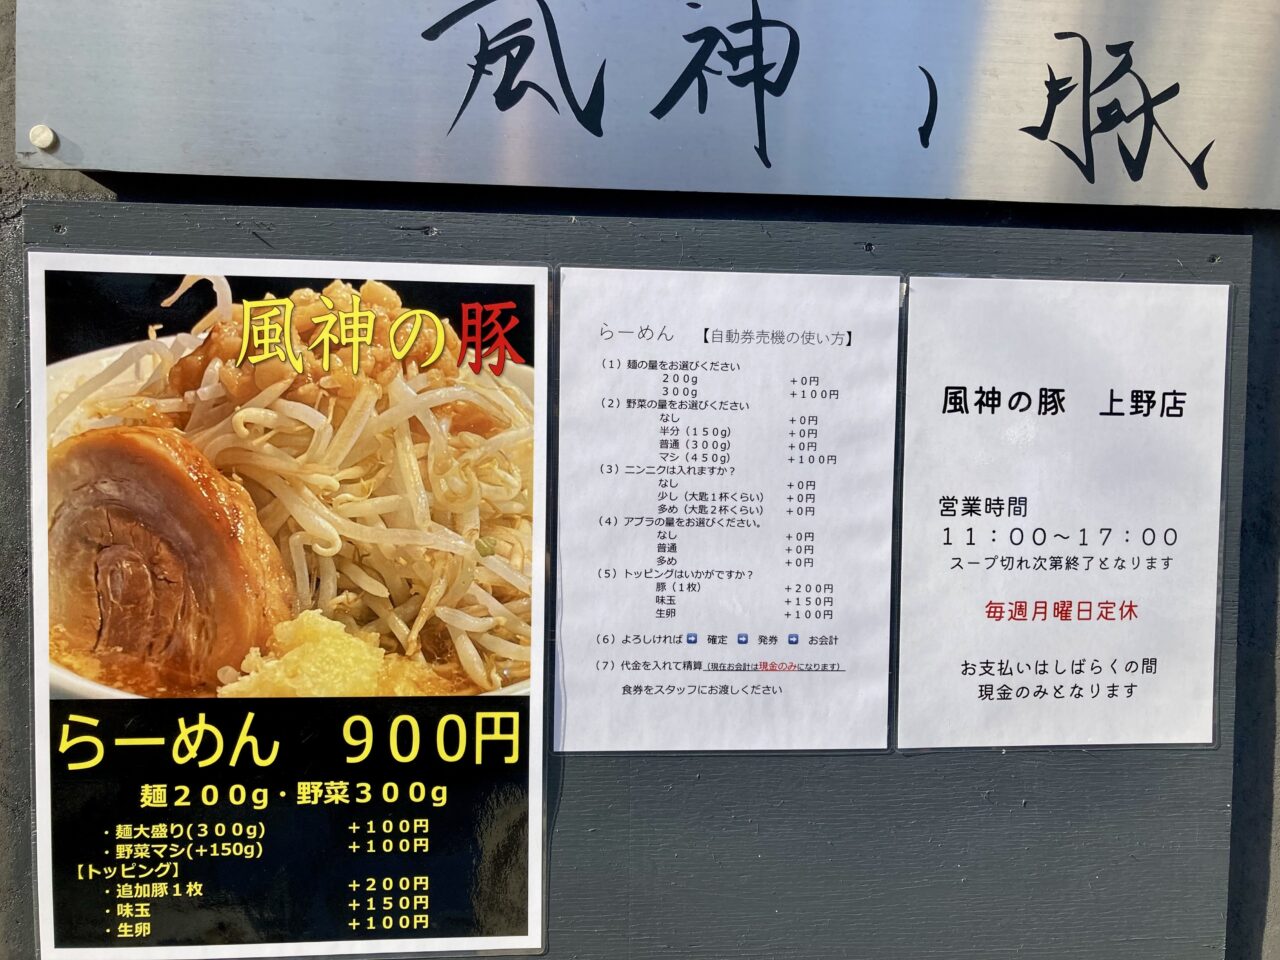 風神ノ豚
風神の豚
らーめん　９００円
麺２００g・野菜３００g
・麺大盛り(３００g)　＋１００円
・野菜マシ(+150g)　＋１００円
【トッピング】
・追加豚１枚　＋２００円
・味玉　＋１５０円
・生卵　＋１００円
らーめん　【自動券売機の使い方】
（１）麺の量をお選びください
２００g　＋０円
３００g　＋１００円
（２）野菜の量をお選びください
なし　＋０円
半分（１５０g）　＋０円
普通（３００g）　＋０円
マシ（４５０g）　＋１００円
（３）ニンニクは入れますか？
なし　＋０円
少し（大匙１杯くらい）　＋０円
多め（大匙２杯くらい）　＋０円
（４）アブラの量をお選びください。
なし　＋０円
普通　＋０円
多め　＋０円
（５）トッピングはいかがですか？
豚（１枚）　＋２００円
味玉　＋１５０円
生卵　＋１００円
（６）よろしければ➡　確定　➡　発券　➡　お会計
（７）代金を入れて精算（現在お会計は現金のみになります）
食券をスタッフにお渡しください
風神の豚　上野店
営業時間
１１：００～１７：００
スープ切れ次第終了となります
毎週月曜日定休
お支払いはしばらくの間
現金のみとなります